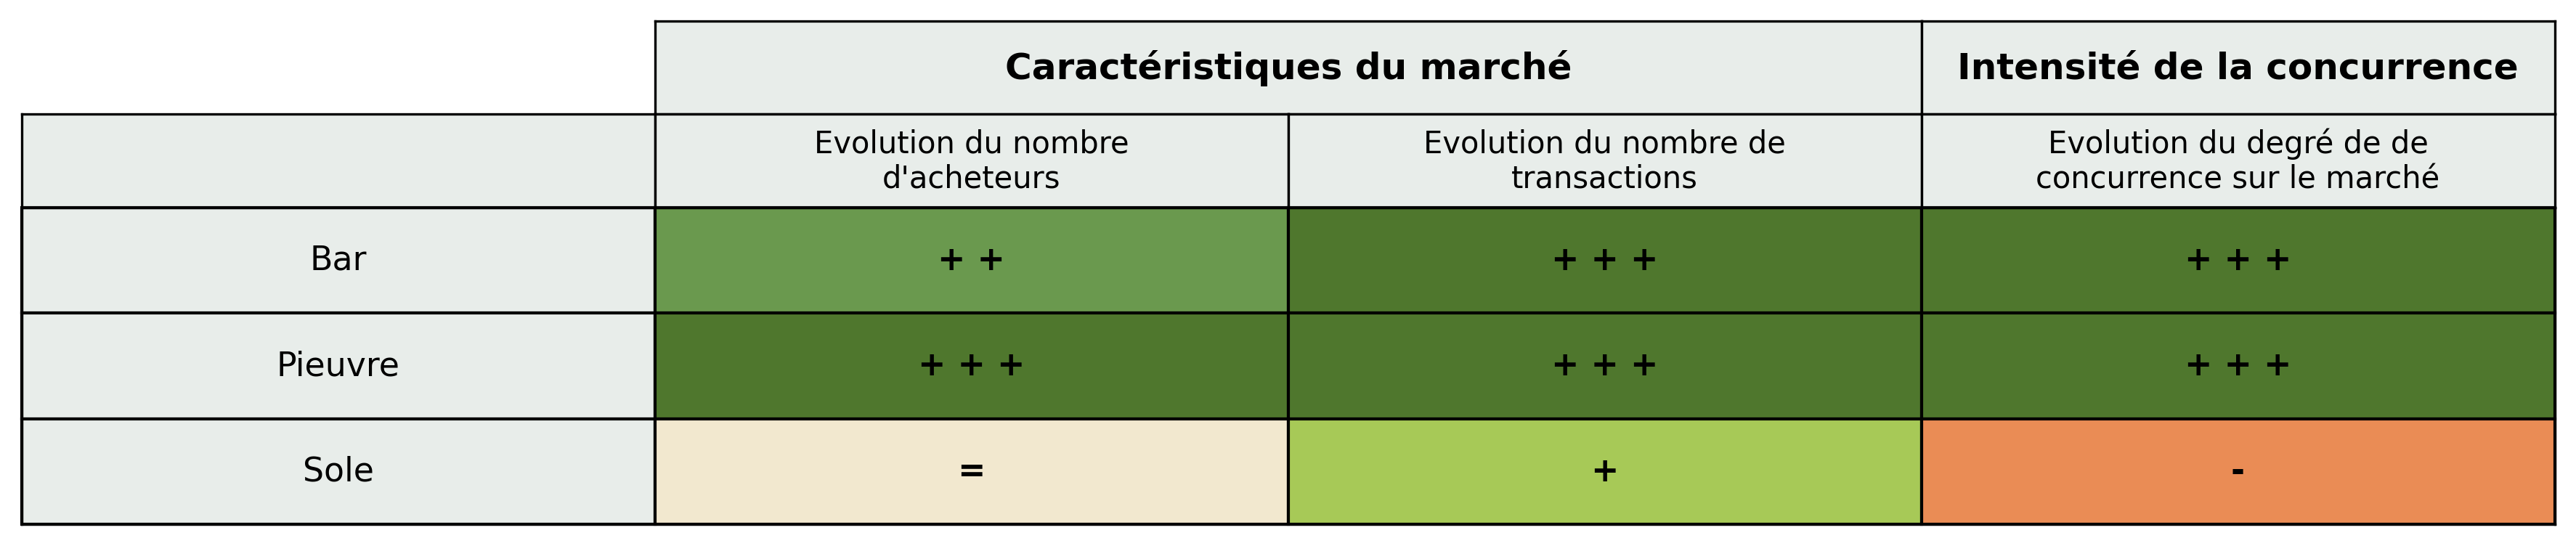 Caractéristiques du marché
Intensité de la concurrence
Evolution du nombre
d'acheteurs
Evolution du nombre de
transactions
Evolution du degré de de
concurrence sur le marché
Bar
+ +
+ + +
+ + +
Pieuvre
+ + +
+ + +
+ + +
Sole
=
+
-